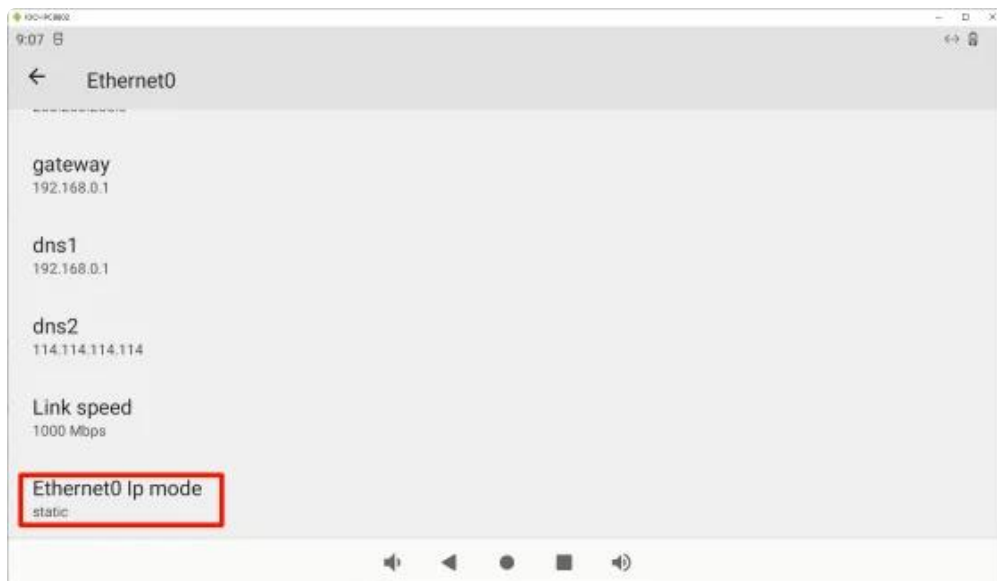 9:07
Ethernet0
gateway
192.168.0.1
dns1
192.168.0.1
dns2
114.114.114.114
Link speed
1000 Mbps
Ethernet0 Ip mode
static